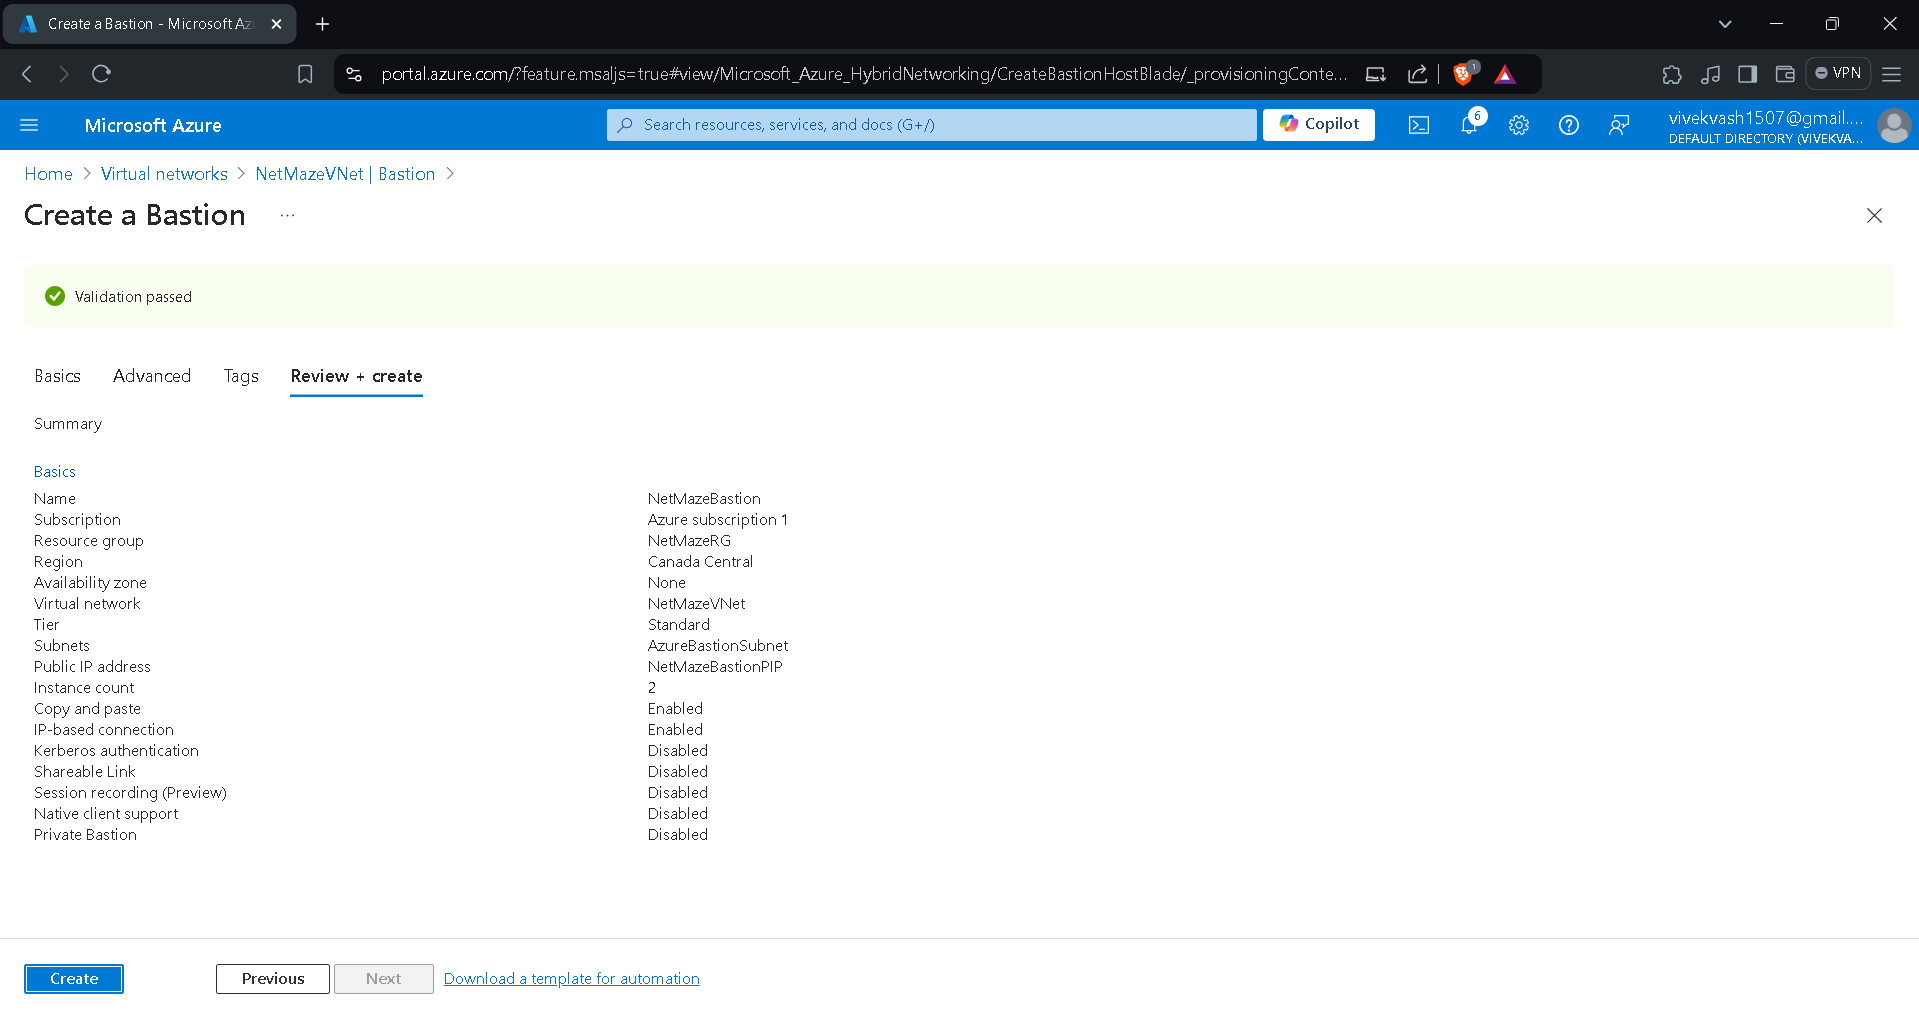 Create a Bastion - Microsoft Az
portal.azure.com/?feature.msaljs=true#view/Microsoft_Azure_HybridNetworking/CreateBastionHostBlade/_provisioningConte...
1
VPN
Microsoft Azure
Search resources, services, and docs (G+/)
Copilot
6
vivekvash1507@gmail....
DEFAULT DIRECTORY (VIVEKVA...
Home > Virtual networks > NetMazeVNet | Bastion >
Create a Bastion ...
Validation passed
Basics Advanced Tags Review + create
Summary
Basics
Name NetMazeBastion
Subscription Azure subscription 1
Resource group NetMazeRG
Region Canada Central
Availability zone None
Virtual network NetMazeVNet
Tier Standard
Subnets AzureBastionSubnet
Public IP address NetMazeBastionPIP
Instance count 2
Copy and paste Enabled
IP-based connection Enabled
Kerberos authentication Disabled
Shareable Link Disabled
Session recording (Preview) Disabled
Native client support Disabled
Private Bastion Disabled
Create Previous Next Download a template for automation